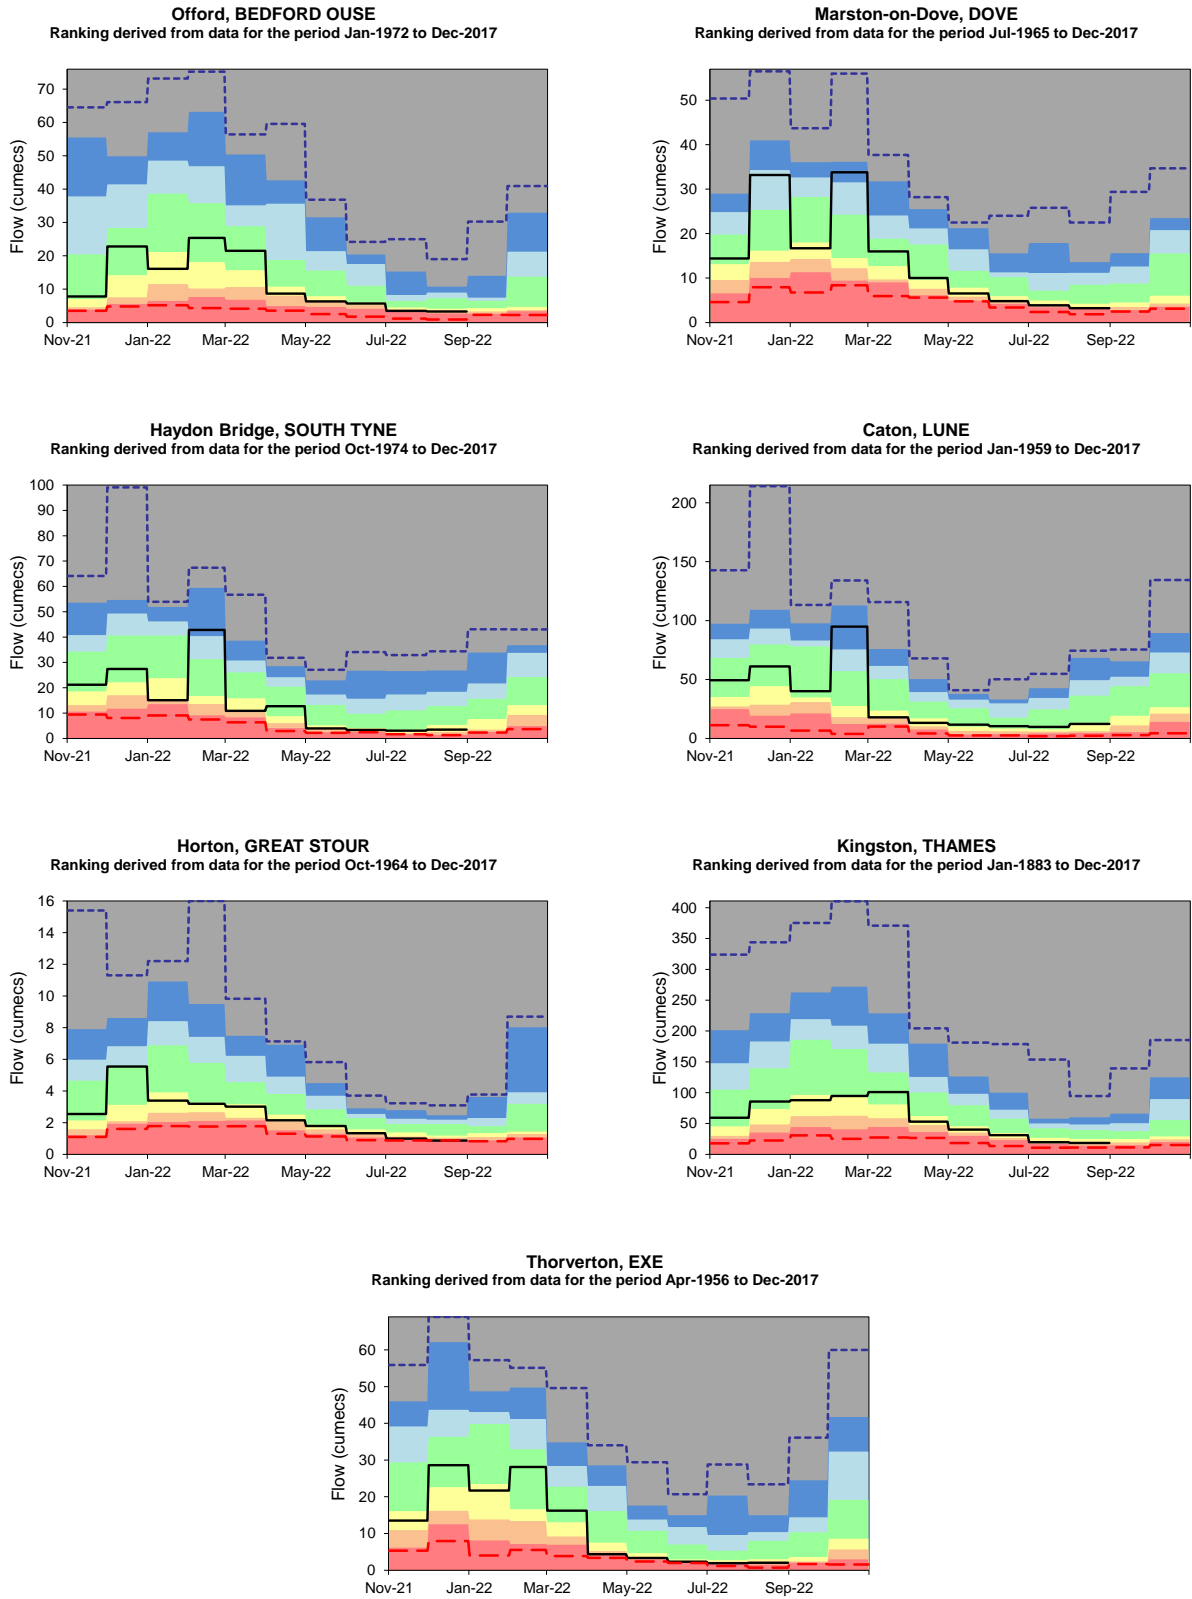 Offord, BEDFORD OUSE
Ranking derived from data for the period Jan-1972 to Dec-2017
Flow (cumecs)
70
60
50
40
30
20
10
0
Nov-21 Jan-22 Mar-22 May-22 Jul-22 Sep-22
Marston-on-Dove, DOVE
Ranking derived from data for the period Jul-1965 to Dec-2017
Flow (cumecs)
50
40
30
20
10
0
Nov-21 Jan-22 Mar-22 May-22 Jul-22 Sep-22
Haydon Bridge, SOUTH TYNE
Ranking derived from data for the period Oct-1974 to Dec-2017
Flow (cumecs)
100
90
80
70
60
50
40
30
20
10
0
Nov-21 Jan-22 Mar-22 May-22 Jul-22 Sep-22
Caton, LUNE
Ranking derived from data for the period Jan-1959 to Dec-2017
Flow (cumecs)
200
150
100
50
0
Nov-21 Jan-22 Mar-22 May-22 Jul-22 Sep-22
Horton, GREAT STOUR
Ranking derived from data for the period Oct-1964 to Dec-2017
Flow (cumecs)
16
14
12
10
8
6
4
2
0
Nov-21 Jan-22 Mar-22 May-22 Jul-22 Sep-22
Kingston, THAMES
Ranking derived from data for the period Jan-1883 to Dec-2017
Flow (cumecs)
400
350
300
250
200
150
100
50
0
Nov-21 Jan-22 Mar-22 May-22 Jul-22 Sep-22
Thorverton, EXE
Ranking derived from data for the period Apr-1956 to Dec-2017
Flow (cumecs)
60
50
40
30
20
10
0
Nov-21 Jan-22 Mar-22 May-22 Jul-22 Sep-22